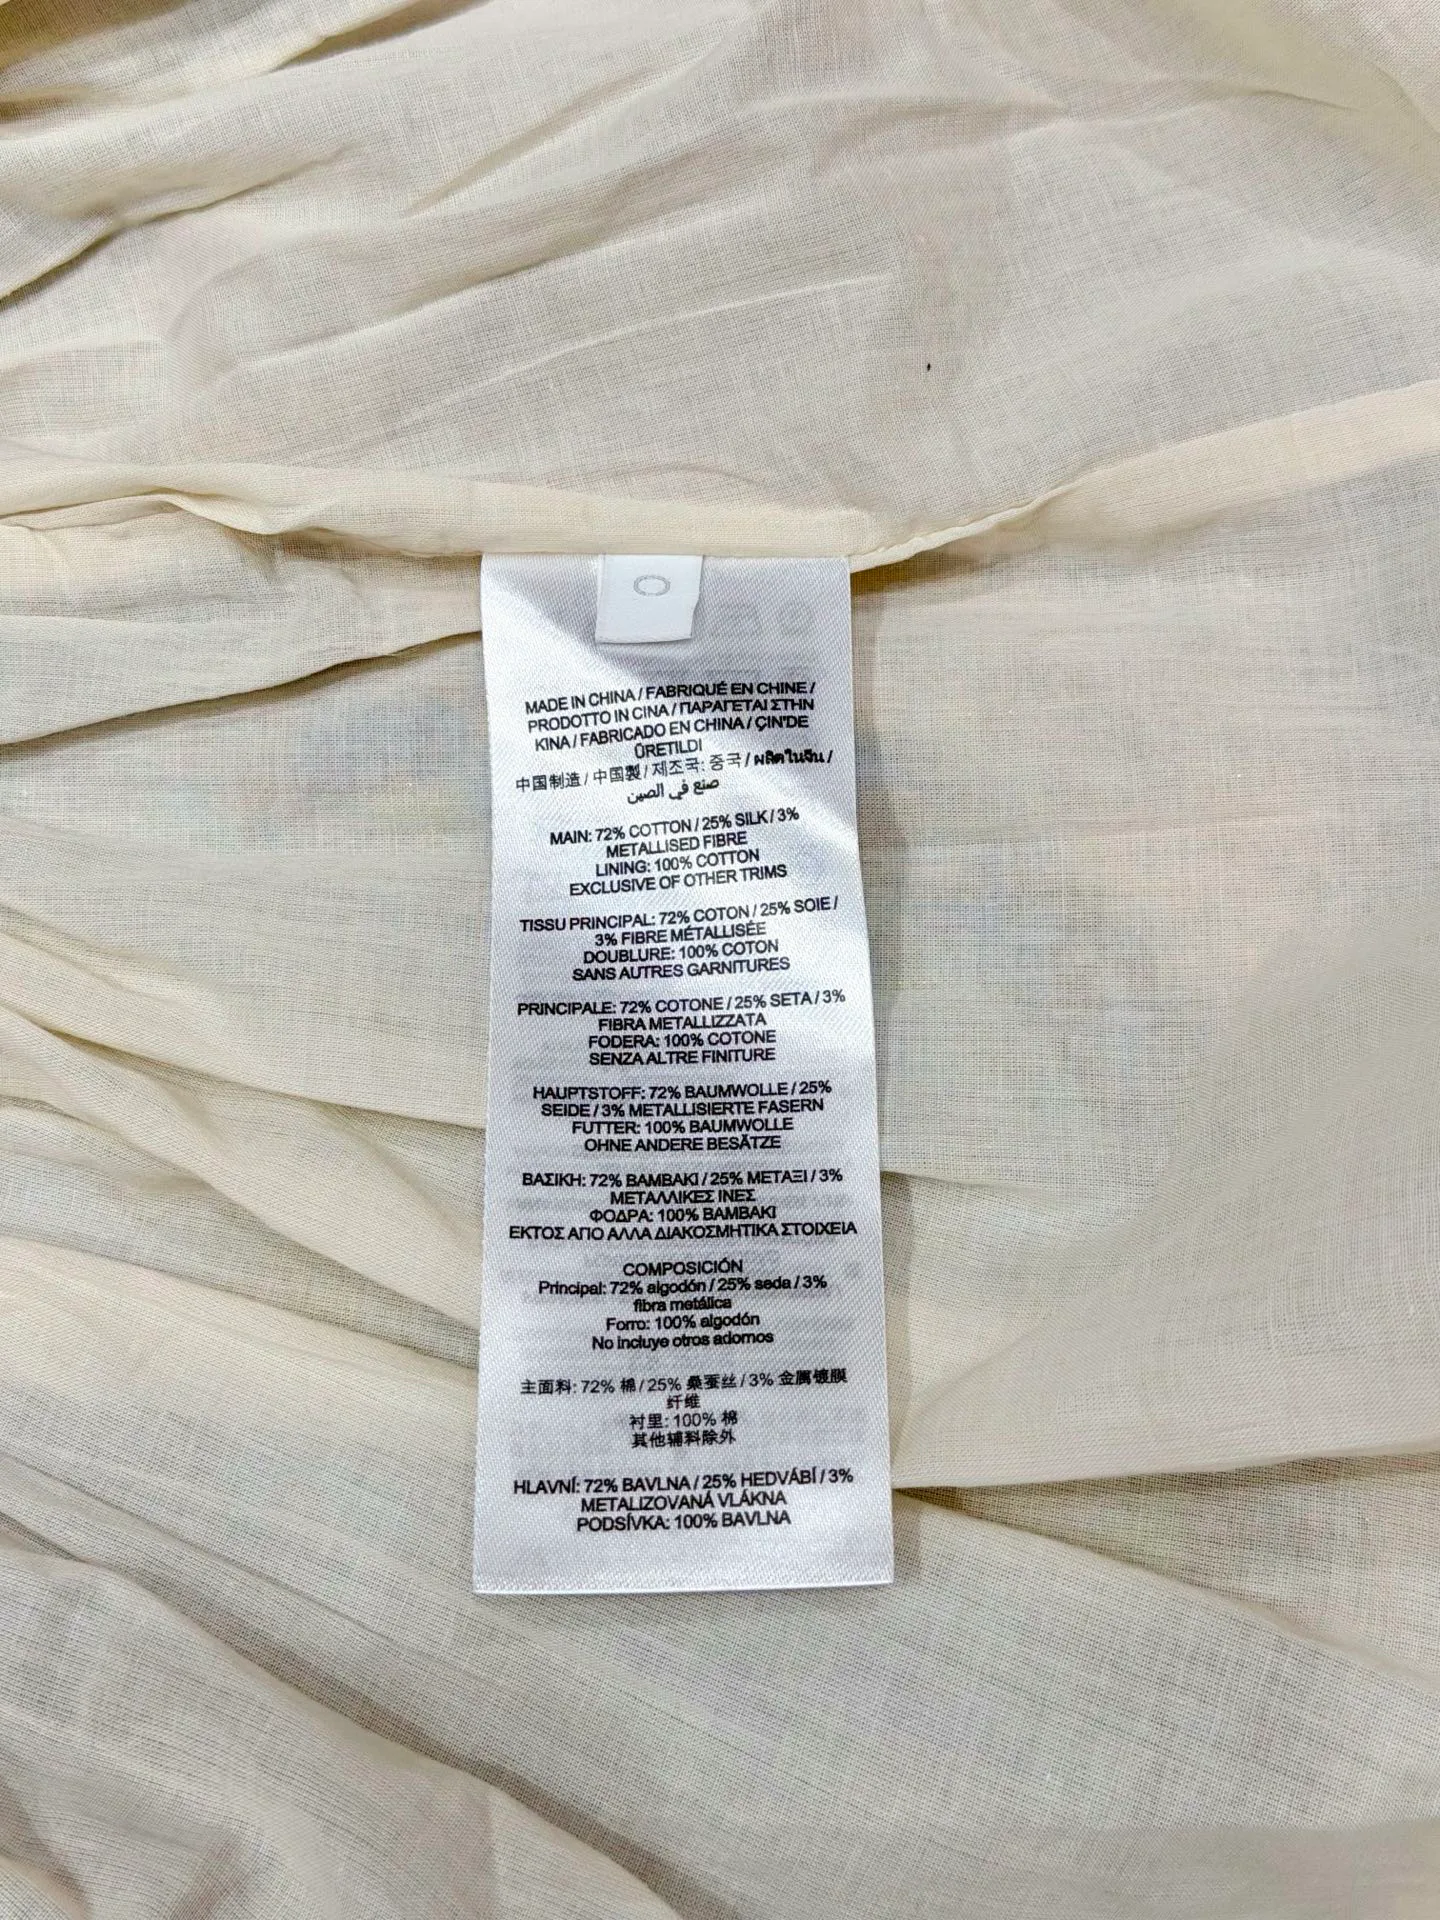 0
MADE IN CHINA / FABRIQUÉ EN CHINE /
PRODOTTO IN CINA / ΠΑΡΑΓΕΤΑΙ ΣΤΗΝ
ΚΙΝΑ / FABRICADO EN CHINA / ÇIN'DE
ÜRETILDI
中国制造 / 中国製 / 제조국: 중국 / ผลิตในจีน /
صنع في الصين
MAIN: 72% COTTON / 25% SILK / 3%
METALLISED FIBRE
LINING: 100% COTTON
EXCLUSIVE OF OTHER TRIMS
TISSU PRINCIPAL: 72% COTON / 25% SOIE /
3% FIBRE MÉTALLISÉE
DOUBLURE: 100% COTON
SANS AUTRES GARNITURES
PRINCIPALE: 72% COTONE / 25% SETA / 3%
FIBRA METALLIZZATA
FODERA: 100% COTONE
SENZA ALTRE FINITURE
HAUPTSTOFF: 72% BAUMWOLLE / 25%
SEIDE / 3% METALLISIERTE FASERN
FUTTER: 100% BAUMWOLLE
OHNE ANDERE BESÄTZE
ΒΑΣΙΚΗ: 72% ΒΑΜΒΑΚΙ / 25% ΜΕΤΑΞΙ / 3%
ΜΕΤΑΛΛΙΚΕΣ ΙΝΕΣ
ΦΟΔΡΑ: 100% ΒΑΜΒΑΚΙ
ΕΚΤΟΣ ΑΠΟ ΑΛΛΑ ΔΙΑΚΟΣΜΗΤΙΚΑ ΣΤΟΙΧΕΙΑ
COMPOSICIÓN
Principal: 72% algodón / 25% seda / 3%
fibra metálica
Forro: 100% algodón
No incluye otros adornos
主面料: 72% 棉 / 25% 桑蚕丝 / 3% 金属镀膜
纤维
衬里: 100% 棉
其他辅料除外
HLAVNÍ: 72% BAVLNA / 25% HEDVÁBÍ / 3%
METALIZOVANÁ VLÁKNA
PODSÍVKA: 100% BAVLNA